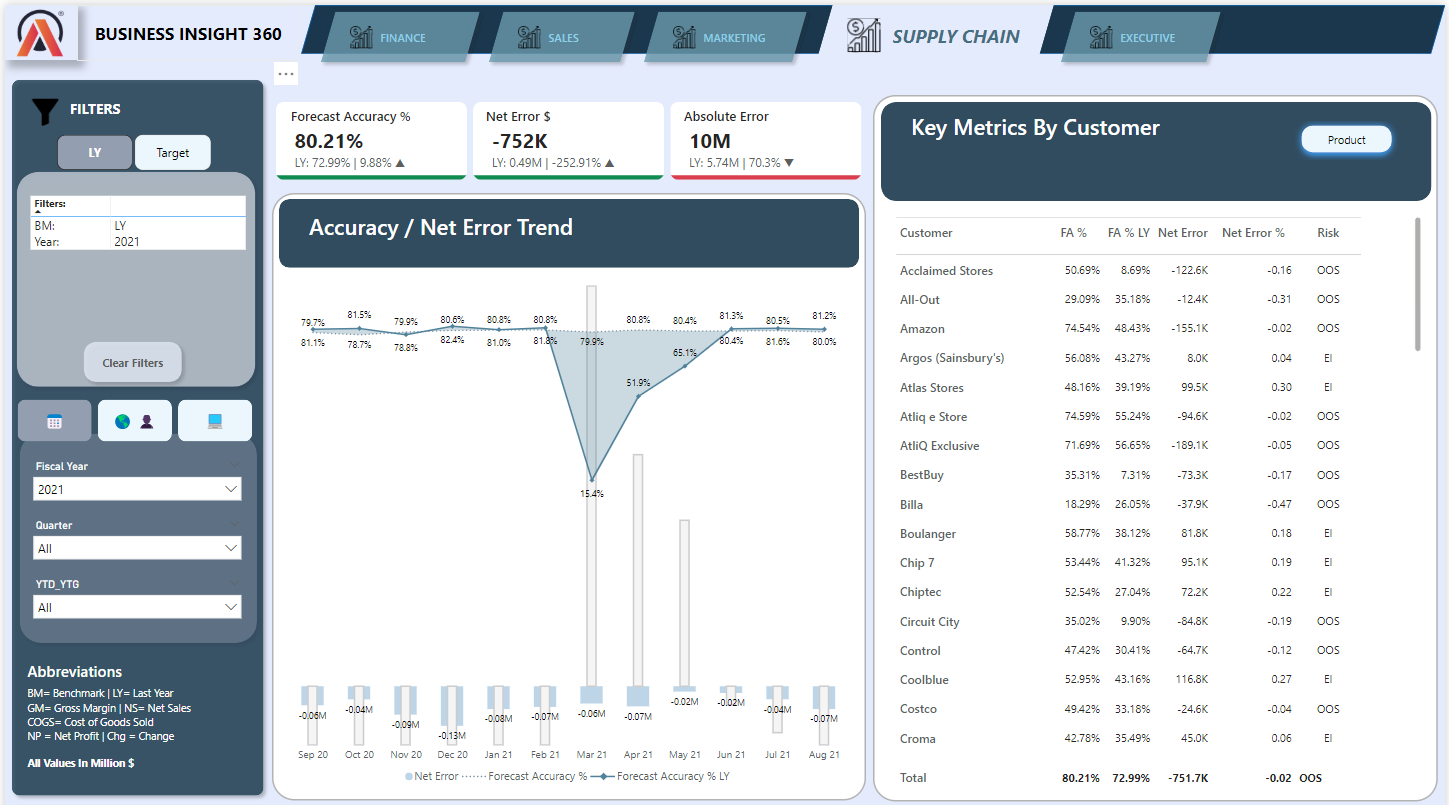 BUSINESS INSIGHT 360
FINANCE
SALES
MARKETING
SUPPLY CHAIN
EXECUTIVE
...
FILTERS
LY
Target
Filters:
BM: LY
Year: 2021
Clear Filters
Fiscal Year
2021
Quarter
All
YTD_YTG
All
Abbreviations
BM= Benchmark | LY= Last Year
GM= Gross Margin | NS= Net Sales
COGS= Cost of Goods Sold
NP = Net Profit | Chg = Change
All Values In Million $
Forecast Accuracy %
80.21%
LY: 72.99% | 9.88% ▲
Net Error $
-752K
LY: 0.49M | -252.91% ▲
Absolute Error
10M
LY: 5.74M | 70.3% ▼
Accuracy / Net Error Trend
79.7% 81.5% 79.9% 80.6% 80.8% 80.8% 79.9% 80.8% 80.4% 81.3% 80.5% 81.2%
81.1% 78.7% 78.8% 82.4% 81.0% 81.8% 15.4% 51.9% 65.1% 80.4% 81.6% 80.0%
-0.06M -0.04M -0.09M -0.13M -0.08M -0.07M -0.06M -0.07M -0.02M -0.02M -0.04M -0.07M
Sep 20 Oct 20 Nov 20 Dec 20 Jan 21 Feb 21 Mar 21 Apr 21 May 21 Jun 21 Jul 21 Aug 21
Net Error Forecast Accuracy % Forecast Accuracy % LY
Key Metrics By Customer
Product
Customer FA % FA % LY Net Error Net Error % Risk
Acclaimed Stores 50.69% 8.69% -122.6K -0.16 OOS
All-Out 29.09% 35.18% -12.4K -0.31 OOS
Amazon 74.54% 48.43% -155.1K -0.02 OOS
Argos (Sainsbury's) 56.08% 43.27% 8.0K 0.04 EI
Atlas Stores 48.16% 39.19% 99.5K 0.30 EI
Atliq e Store 74.59% 55.24% -94.6K -0.02 OOS
AtliQ Exclusive 71.69% 56.65% -189.1K -0.05 OOS
BestBuy 35.31% 7.31% -73.3K -0.17 OOS
Billa 18.29% 26.05% -37.9K -0.47 OOS
Boulanger 58.77% 38.12% 81.8K 0.18 EI
Chip 7 53.44% 41.32% 95.1K 0.19 EI
Chiptec 52.54% 27.04% 72.2K 0.22 EI
Circuit City 35.02% 9.90% -84.8K -0.19 OOS
Control 47.42% 30.41% -64.7K -0.12 OOS
Coolblue 52.95% 43.16% 116.8K 0.27 EI
Costco 49.42% 33.18% -24.6K -0.04 OOS
Croma 42.78% 35.49% 45.0K 0.06 EI
Total 80.21% 72.99% -751.7K -0.02 OOS